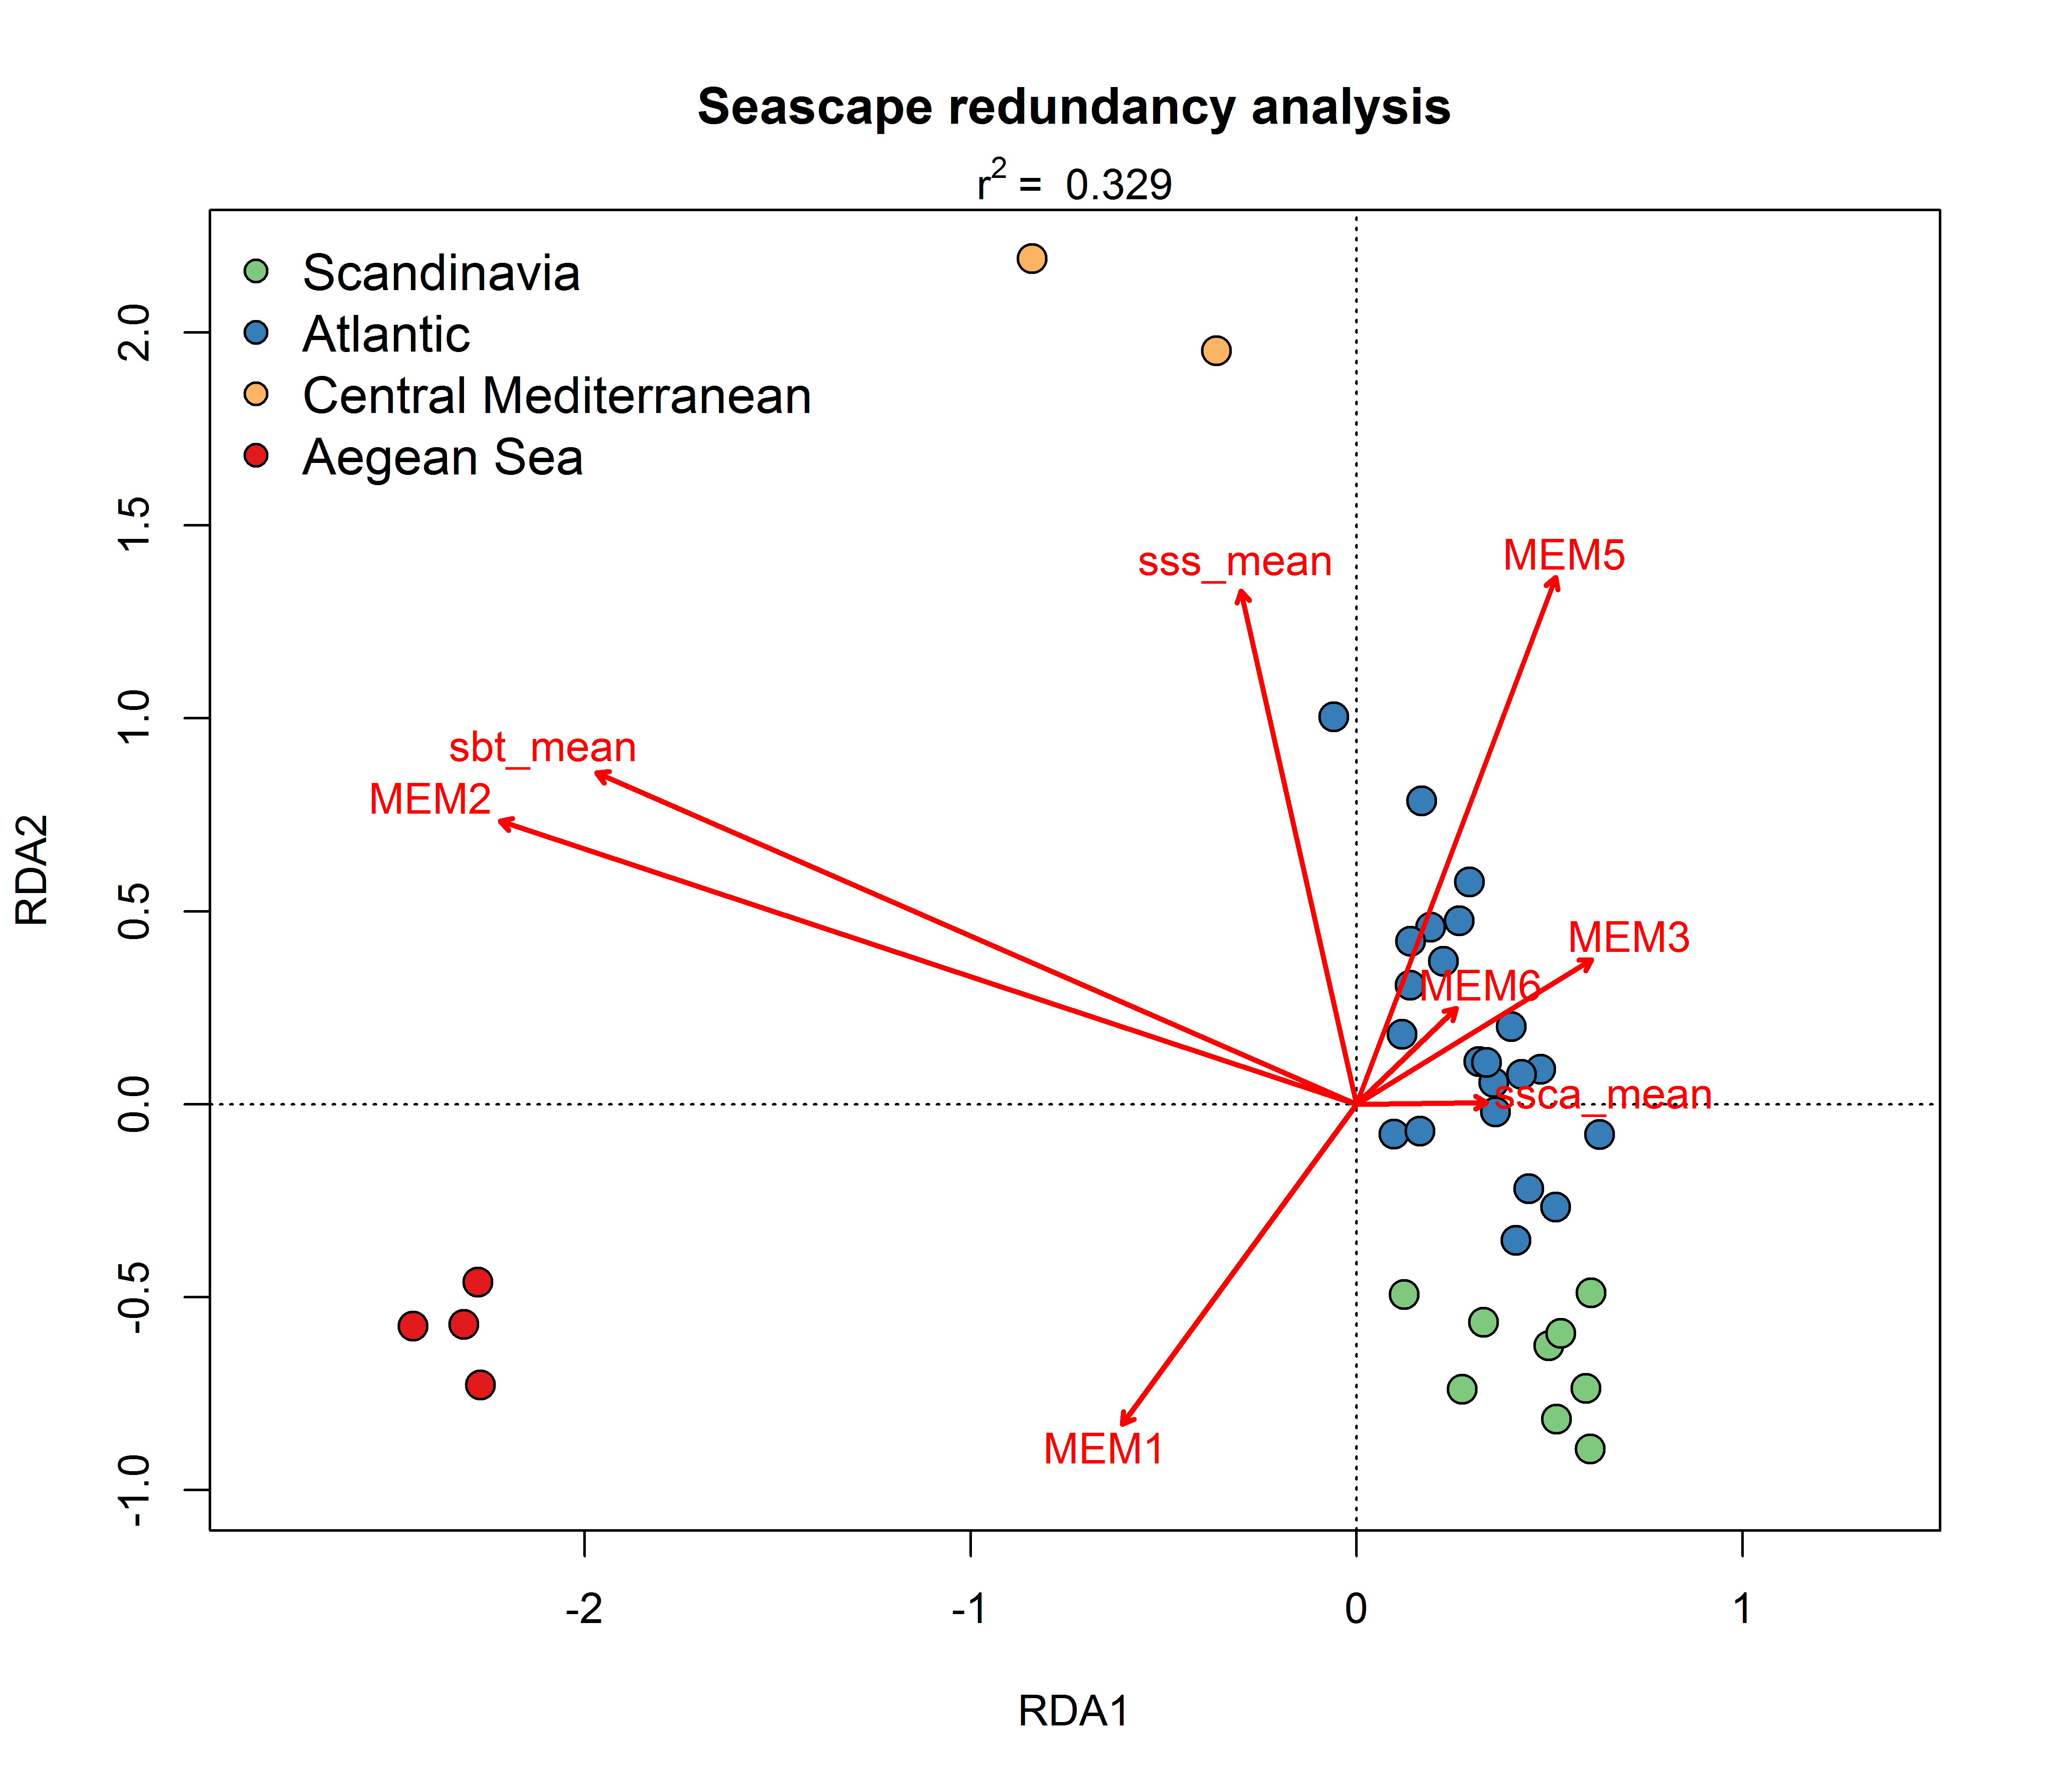 Seascape redundancy analysis
r² = 0.329
Scandinavia
Atlantic
Central Mediterranean
Aegean Sea
sss_mean
MEM5
sbt_mean
MEM2
MEM3
MEM6
ssca_mean
MEM1
RDA2
2.0
1.5
1.0
0.5
0.0
-0.5
-1.0
-2
-1
0
1
RDA1